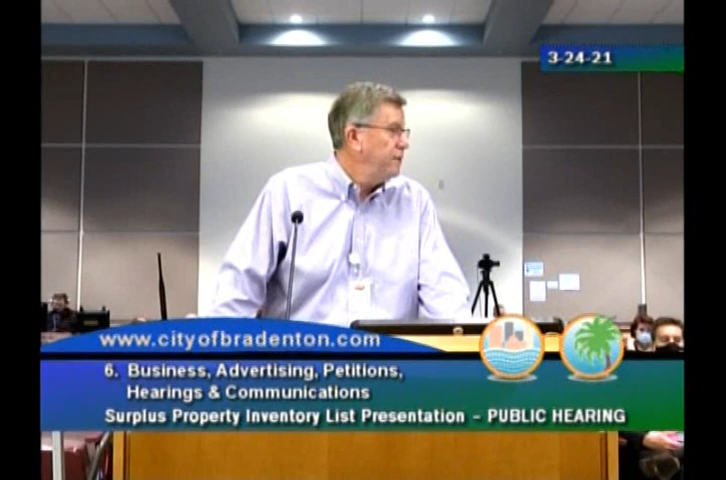 3-24-21
www.cityofbradenton.com
6. Business, Advertising, Petitions,
Hearings & Communications
Surplus Property Inventory List Presentation - PUBLIC HEARING